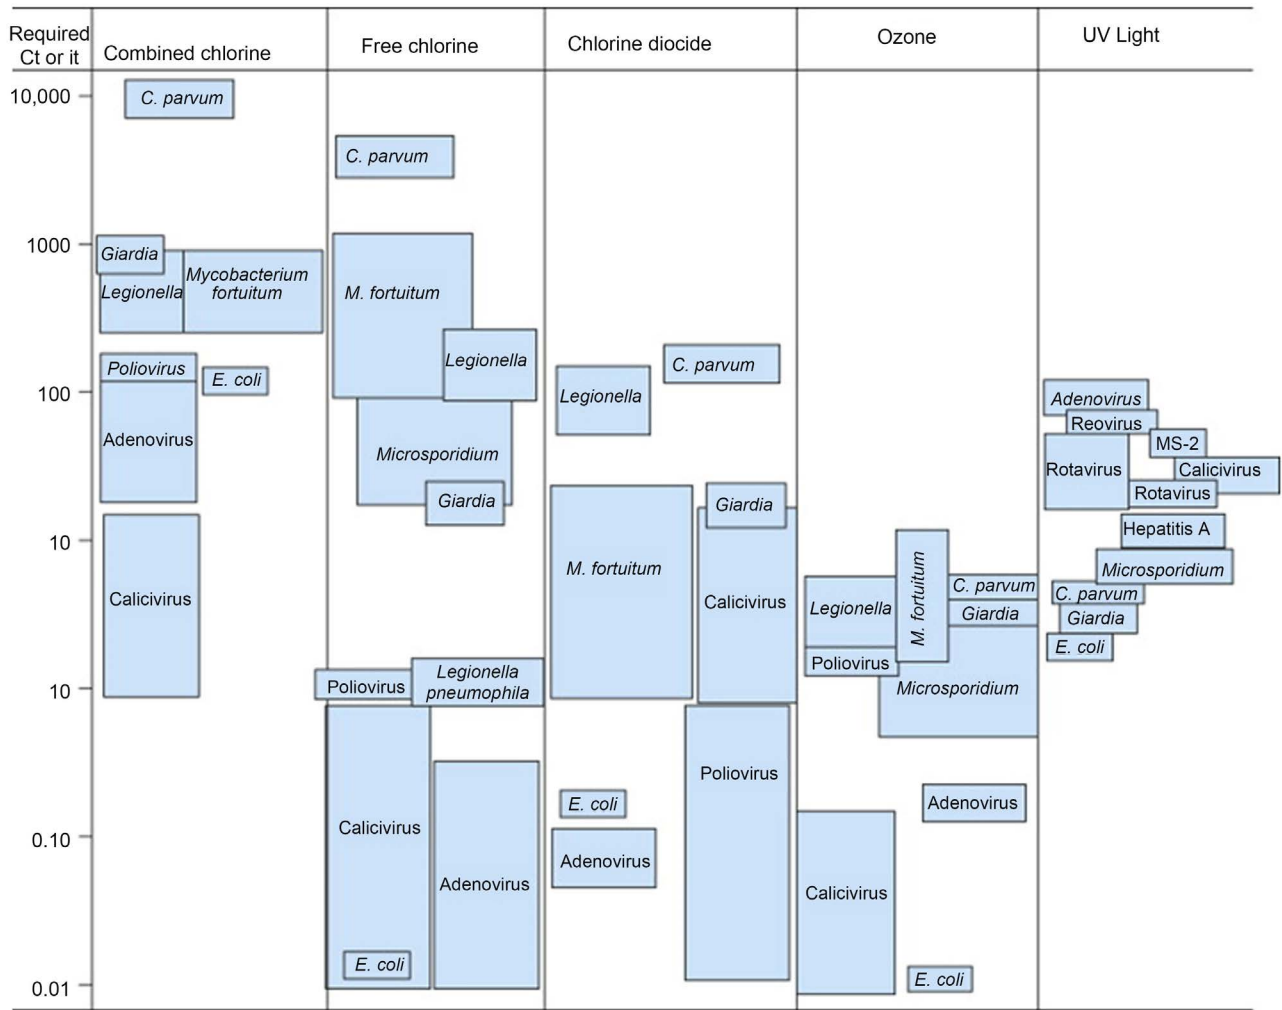 Required
Ct or it
Combined chlorine
Free chlorine
Chlorine diocide
Ozone
UV Light
10,000
1000
100
10
10
0.10
0.01
C. parvum
Giardia
Legionella
Mycobacterium
fortuitum
Poliovirus
E. coli
Adenovirus
Calicivirus
C. parvum
M. fortuitum
Legionella
Microsporidium
Giardia
Poliovirus
Legionella
pneumophila
Calicivirus
Adenovirus
E. coli
C. parvum
Legionella
Giardia
M. fortuitum
Calicivirus
Poliovirus
E. coli
Adenovirus
M. fortuitum
C. parvum
Legionella
Giardia
Poliovirus
Microsporidium
Adenovirus
Calicivirus
E. coli
Adenovirus
Reovirus
MS-2
Rotavirus
Calicivirus
Rotavirus
Hepatitis A
Microsporidium
C. parvum
Giardia
E. coli